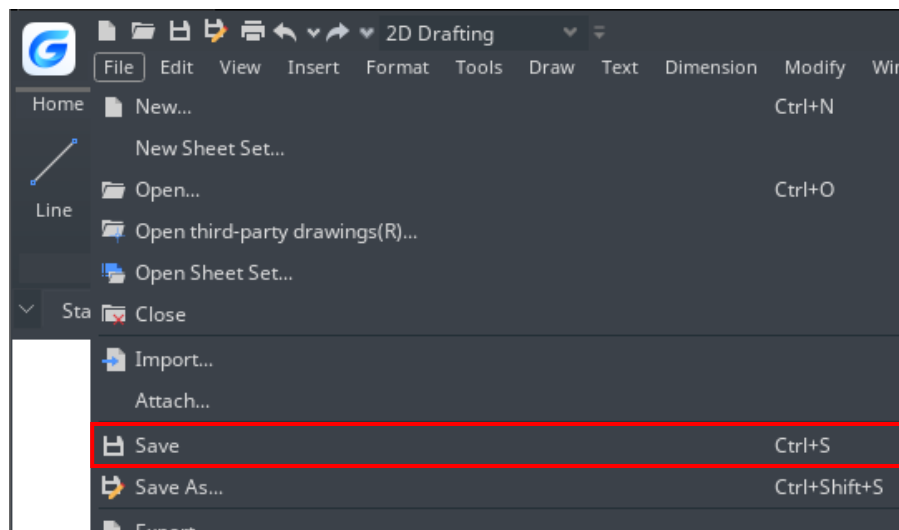 2D Drafting
File Edit View Insert Format Tools Draw Text Dimension Modify
Home
New... Ctrl+N
New Sheet Set...
Open... Ctrl+O
Line
Open third-party drawings(R)...
Open Sheet Set...
Sta
Close
Import...
Attach...
Save Ctrl+S
Save As... Ctrl+Shift+S